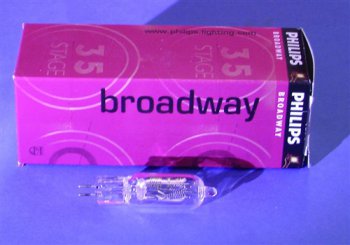 www.philips-lighting.com
35
STAGE
35
STAGE
broadway
PHILIPS
BROADWAY
PHILIPS
BROADWAY